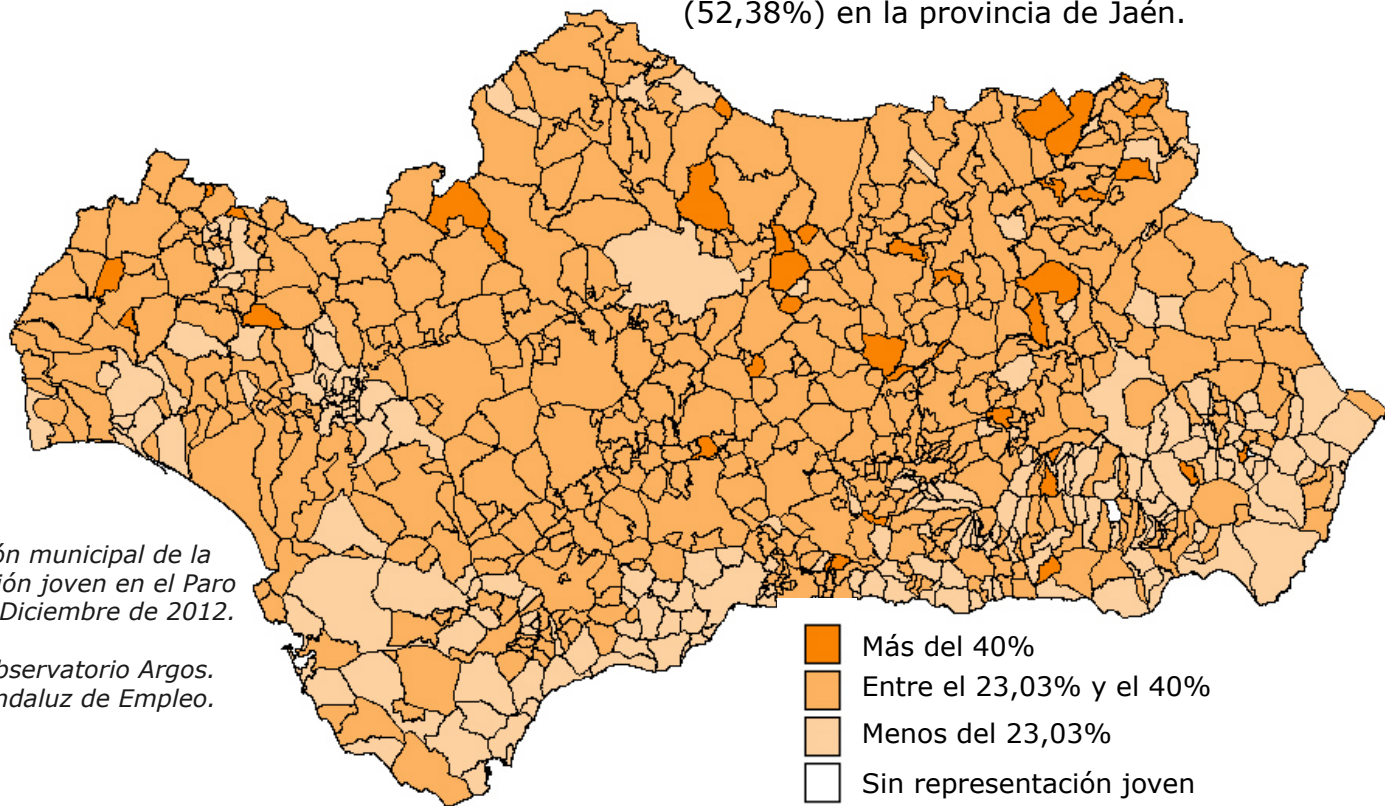 (52,38%) en la provincia de Jaén.
ón municipal de la
ión joven en el Paro
Diciembre de 2012.
bservatorio Argos.
ndaluz de Empleo.
Más del 40%
Entre el 23,03% y el 40%
Menos del 23,03%
Sin representación joven